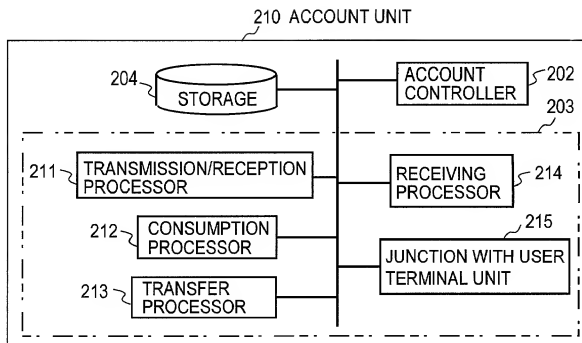 210 ACCOUNT UNIT
204
STORAGE
ACCOUNT
CONTROLLER
202
203
211
TRANSMISSION/RECEPTION
PROCESSOR
RECEIVING
PROCESSOR
214
212
CONSUMPTION
PROCESSOR
215
JUNCTION WITH USER
TERMINAL UNIT
213
TRANSFER
PROCESSOR